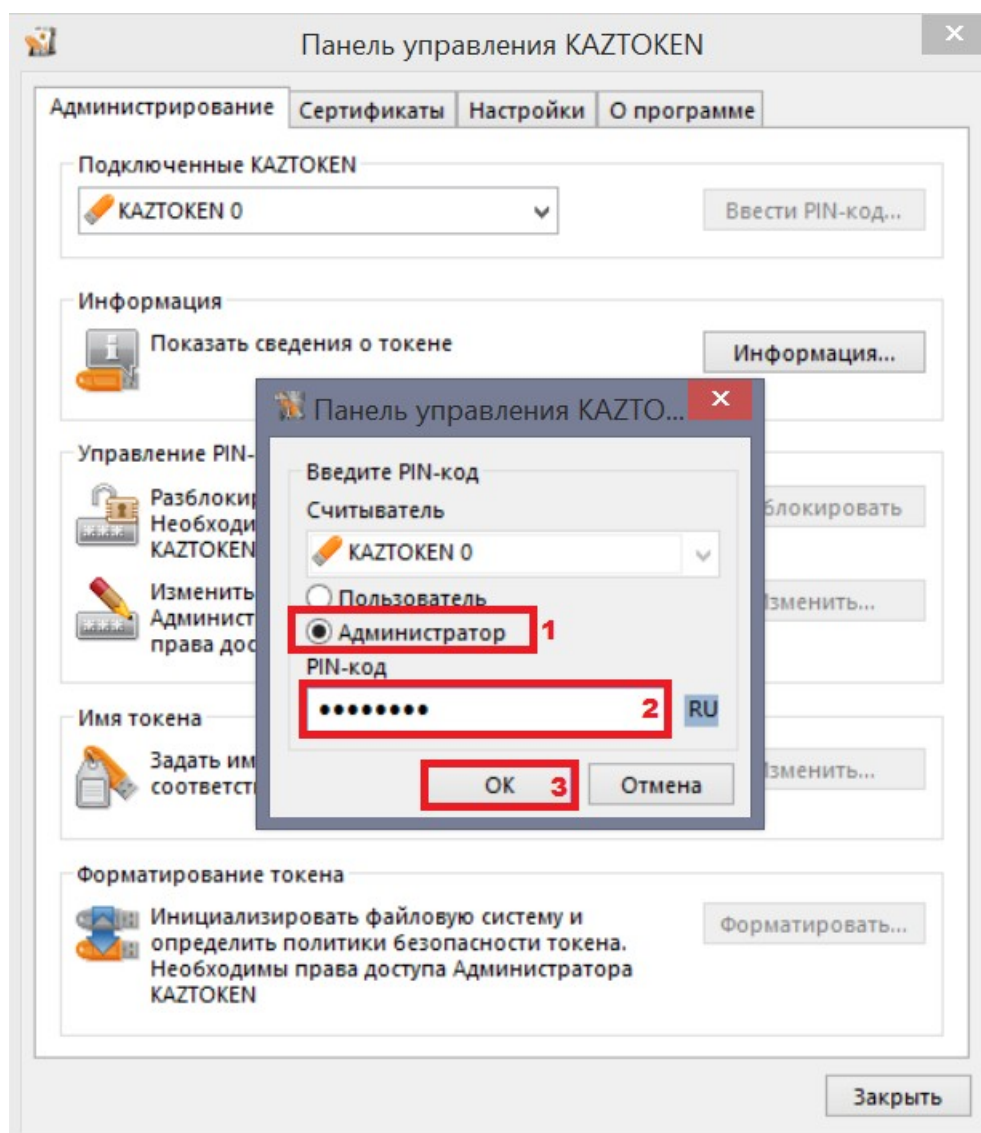 Панель управления KAZTOKEN
Администрирование
Сертификаты
Настройки
О программе
Подключенные KAZTOKEN
KAZTOKEN 0
Ввести PIN-код...
Информация
Показать сведения о токене
Информация...
Управление PIN-
Разблокир
Необходи
KAZTOKEN
блокировать
Изменить
Админист
права дос
Изменить...
Имя токена
Задать им
соответст
Изменить...
Панель управления KAZTO...
Введите PIN-код
Считыватель
KAZTOKEN 0
Пользователь
Администратор 1
PIN-код
•••••••• 2 RU
OK 3
Отмена
Форматирование токена
Инициализировать файловую систему и
определить политики безопасности токена.
Необходимы права доступа Администратора
KAZTOKEN
Форматировать...
Закрыть